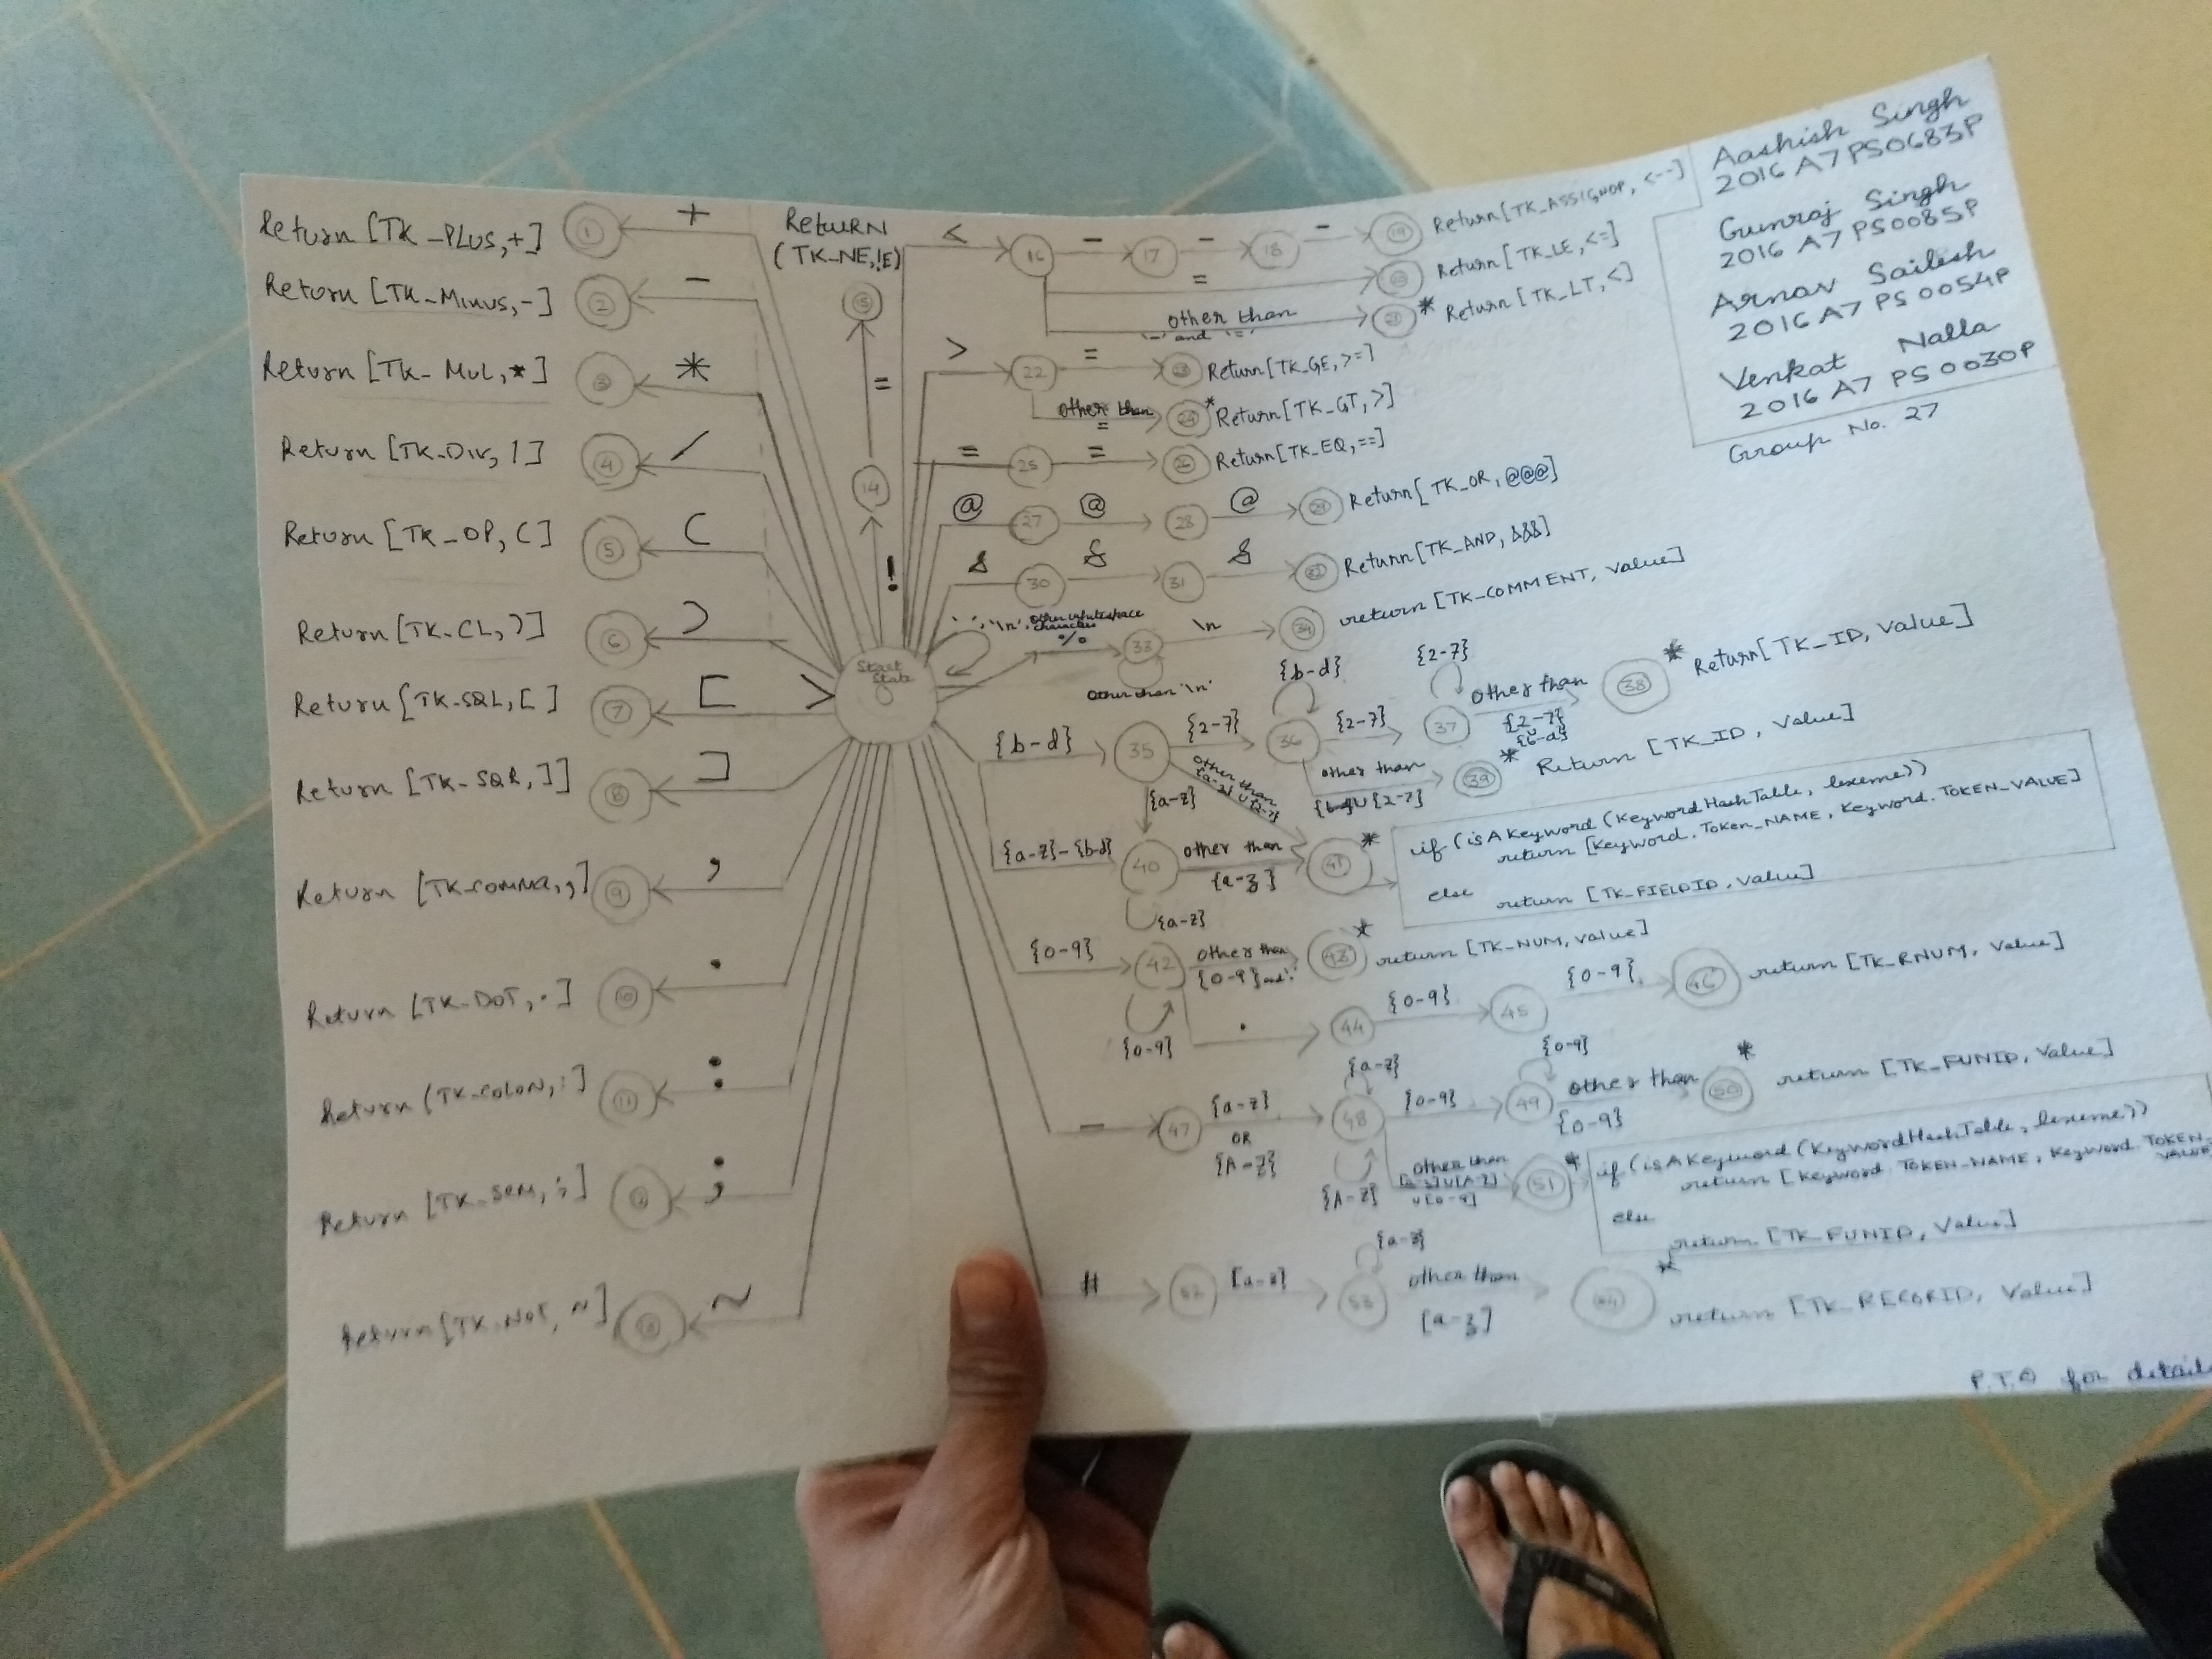 Aashish Singh
2016 A7 PS0683P
Gunraj Singh
2016 A7 PS0085P
Arnav Sailesh
2016 A7 PS 0054P
Venkat Nalla
2016 A7 PS 0030P
Group No. 27
Return [TK_PLUS,+] 1 +
Return [TK_MINUS,-] 2 -
Return [TK_MUL,*] 3 *
Return [TK_DIV, /] 4 /
Return [TK_OP, (] 5 (
Return [TK_CL, )] 6 )
Return [TK_SQL, [] 7 [
Return [TK_SQR, ]] 8 ]
Return [TK_COMMA,,] 9 ,
Return [TK_DOT, .] 10 .
Return (TK_COLON, :] 11 :
Return [TK_SEM, ;] 12 ;
Return [TK_NOT, ~] 13 ~
Start
State
0
! 14 = 15
RETURN
(TK_NE,!E)
< 16 - 17 - 18 - 19 Return [TK_ASSIGNOP, <--]
= 20 Return [TK_LE, <=]
other than
'-' and '='
21 * Return [TK_LT, <]
> 22 = 23 Return [TK_GE, >=]
other than
=
24 * Return [TK_GT, >]
= 25 = 26 Return [TK_EQ, ==]
@ 27 @ 28 @ 29 Return [TK_OR, @@@]
& 30 & 31 & 32 Return [TK_AND, &&&]
'\n', other whitespace
characters
% 33 \n 34 return [TK_COMMENT, value]
other than '\n'
{b-d} 35 {2-7} 36 {2-7} 37 other than 38 * Return [TK_ID, value]
{b-d} {2-7}
{2-7}
∪
{b-d}
other than
{b-d}∪{2-7}
39 * Return [TK_ID, Value]
{a-z}
other than
{a-z}∪{2-7}
{a-z}-{b-d} 40 other than 41 *
{a-z}
{a-z}
if (isAKeyword (KeywordHashTable, lexeme))
return [Keyword.Token_NAME, Keyword.TOKEN_VALUE]
else return [TK_FIELDID, Value]
{0-9} 42 other than 43 * return [TK_NUM, value]
{0-9} and '.'
{0-9}
. 44 {0-9} 45 {0-9} 46 return [TK_RNUM, Value]
_ 47 {a-z} 48 {0-9} 49 other than 50 * return [TK_FUNID, Value]
OR
{A-Z}
{a-z}
{A-Z}
{0-9}
{0-9}
other than
{a-z}∪{A-Z}
∪{0-9}
51 *
if (isAKeyword (KeywordHashTable, lexeme))
return [Keyword.TOKEN-NAME, Keyword.TOKEN_
VALUE
else
return [TK_FUNID, Value]
# 52 [a-z] 53 other than 54 *
{a-z}
[a-z]
return [TK_RECORID, Value]
P.T.O for details